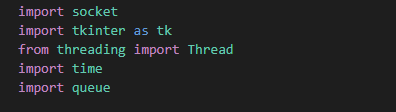 import socket
import tkinter as tk
from threading import Thread
import time
import queue